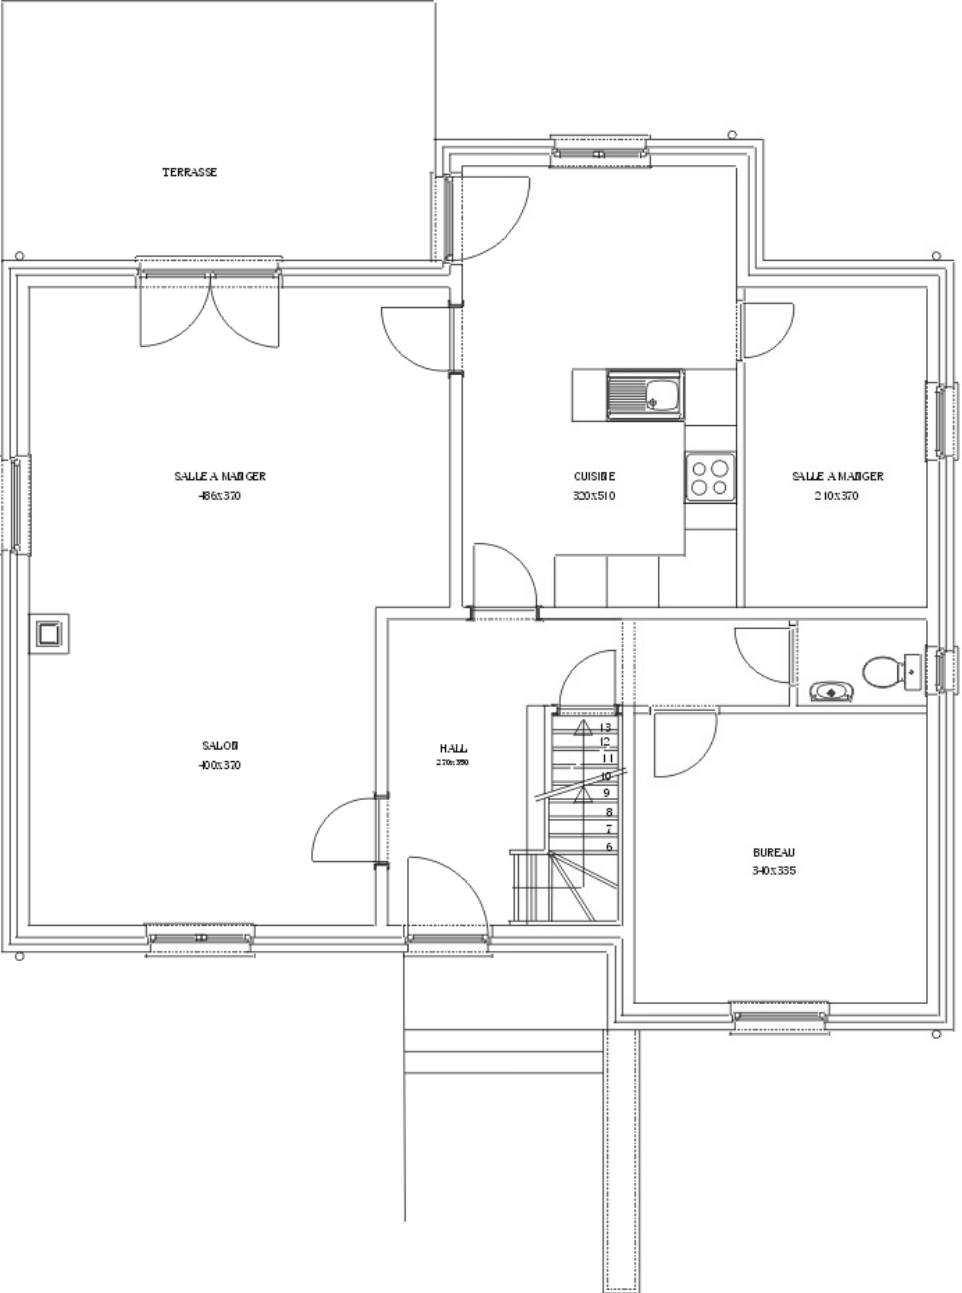 TERRASSE
SALLE A MANGER
486x370
CUISINE
320x510
SALLE A MANGER
210x370
SALON
400x370
HALL
270x390
13
12
11
10
9
8
7
6
BUREAU
340x335